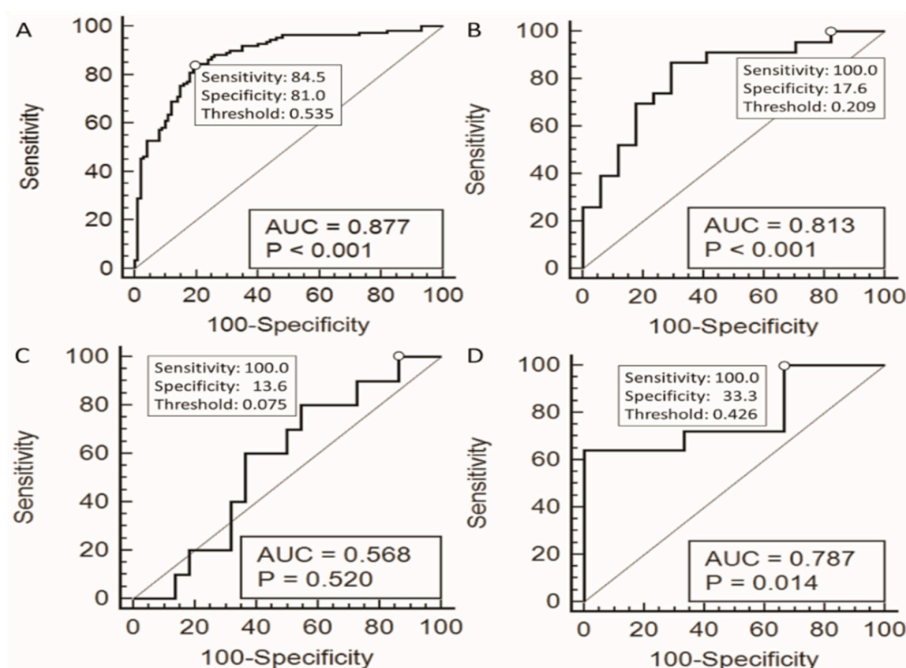 A
100
80
60
40
20
0
Sensitivity
Sensitivity: 84.5
Specificity: 81.0
Threshold: 0.535
AUC = 0.877
P < 0.001
0 20 40 60 80 100
100-Specificity
B
100
80
60
40
20
0
Sensitivity
Sensitivity: 100.0
Specificity: 17.6
Threshold: 0.209
AUC = 0.813
P < 0.001
0 20 40 60 80 100
100-Specificity
C
100
80
60
40
20
0
Sensitivity
Sensitivity: 100.0
Specificity: 13.6
Threshold: 0.075
AUC = 0.568
P = 0.520
0 20 40 60 80 100
100-Specificity
D
100
80
60
40
20
0
Sensitivity
Sensitivity: 100.0
Specificity: 33.3
Threshold: 0.426
AUC = 0.787
P = 0.014
0 20 40 60 80 100
100-Specificity